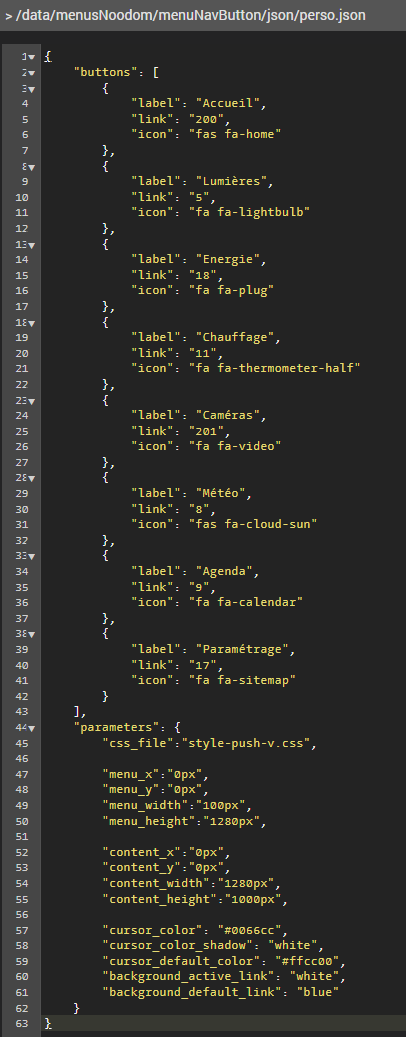 > /data/menusNoodom/menuNavButton/json/perso.json
1 {
2     "buttons": [
3         {
4             "label": "Accueil",
5             "link": "200",
6             "icon": "fas fa-home"
7         },
8         {
9             "label": "Lumières",
10             "link": "5",
11             "icon": "fa fa-lightbulb"
12         },
13         {
14             "label": "Energie",
15             "link": "18",
16             "icon": "fa fa-plug"
17         },
18         {
19             "label": "Chauffage",
20             "link": "11",
21             "icon": "fa fa-thermometer-half"
22         },
23         {
24             "label": "Caméras",
25             "link": "201",
26             "icon": "fa fa-video"
27         },
28         {
29             "label": "Météo",
30             "link": "8",
31             "icon": "fas fa-cloud-sun"
32         },
33         {
34             "label": "Agenda",
35             "link": "9",
36             "icon": "fa fa-calendar"
37         },
38         {
39             "label": "Paramétrage",
40             "link": "17",
41             "icon": "fa fa-sitemap"
42         }
43     ],
44     "parameters": {
45         "css_file":"style-push-v.css",
46
47         "menu_x":"0px",
48         "menu_y":"0px",
49         "menu_width":"100px",
50         "menu_height":"1280px",
51
52         "content_x":"0px",
53         "content_y":"0px",
54         "content_width":"1280px",
55         "content_height":"1000px",
56
57         "cursor_color": "#0066cc",
58         "cursor_color_shadow": "white",
59         "cursor_default_color": "#ffcc00",
60         "background_active_link": "white",
61         "background_default_link": "blue"
62     }
63 }